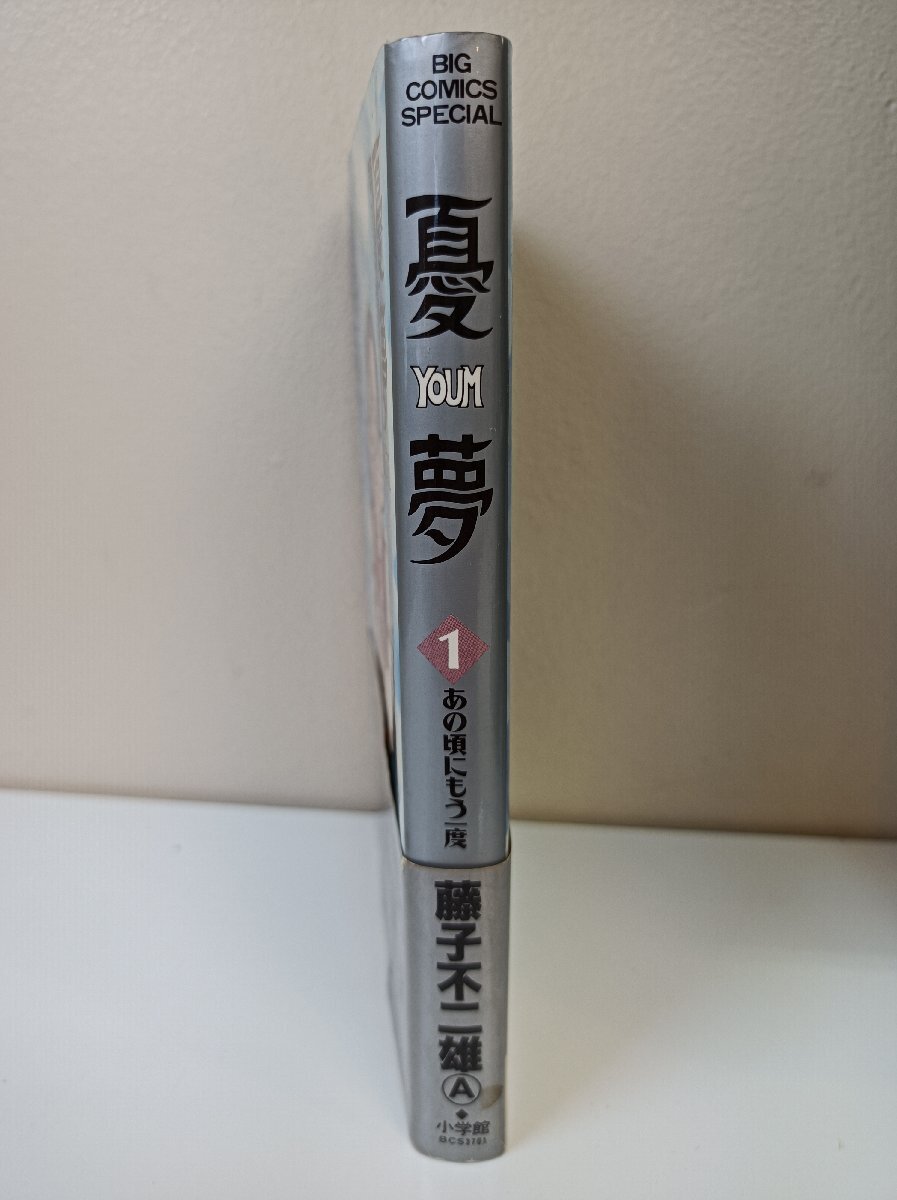 BIG
COMICS
SPECIAL
憂
YOUM
夢
1
あの頃にもう一度
藤子不二雄Ⓐ
小学館